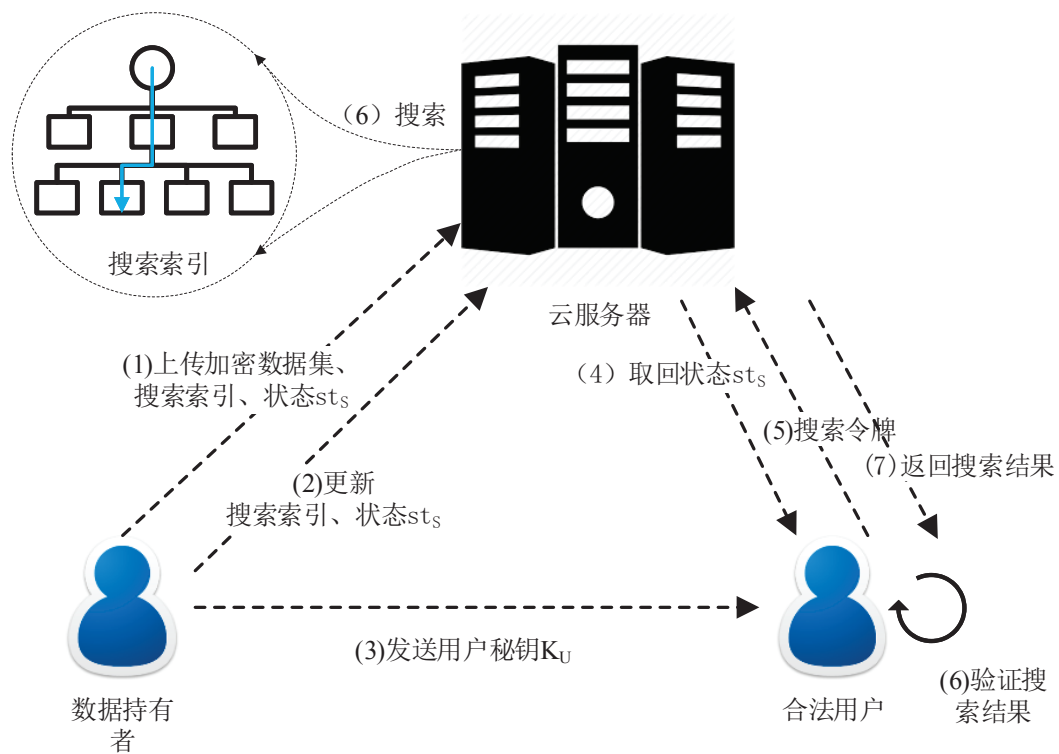 （6）搜索
搜索索引
云服务器
(1)上传加密数据集、
搜索索引、状态stS
（4）取回状态stS
(5)搜索令牌
(7)返回搜索结果
(2)更新
搜索索引、状态stS
(3)发送用户秘钥KU
数据持有
者
合法用户
(6)验证搜
索结果